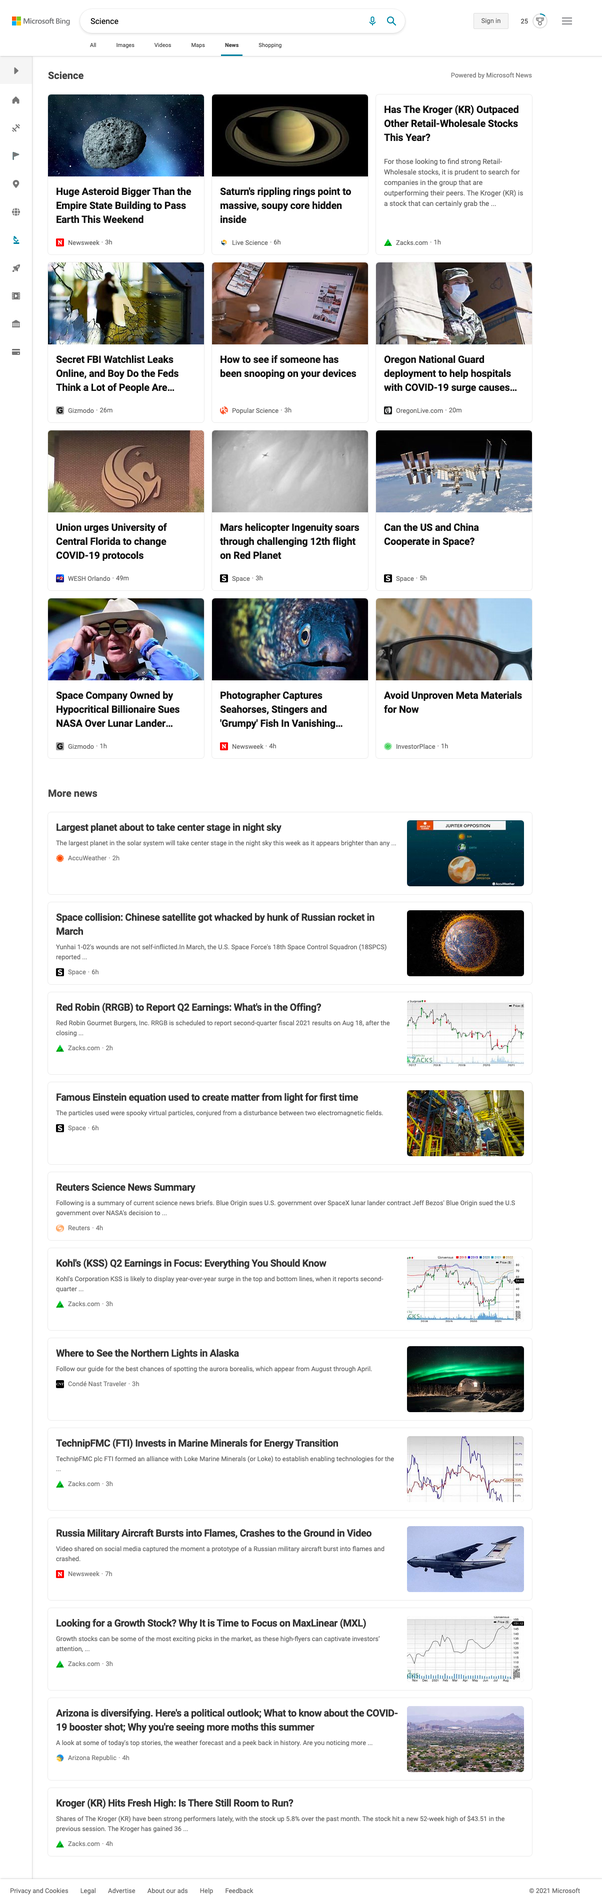 Microsoft Bing
Science
Sign in
25
All Images Videos Maps News Shopping
Science
Powered by Microsoft News
Huge Asteroid Bigger Than the
Empire State Building to Pass
Earth This Weekend
Newsweek · 3h
Saturn's rippling rings point to
massive, soupy core hidden
inside
Live Science · 6h
Has The Kroger (KR) Outpaced
Other Retail-Wholesale Stocks
This Year?
For those looking to find strong Retail-
Wholesale stocks, it is prudent to search for
companies in the group that are
outperforming their peers. The Kroger (KR) is
a stock that can certainly grab the ...
Zacks.com · 1h
Secret FBI Watchlist Leaks
Online, and Boy Do the Feds
Think a Lot of People Are...
Gizmodo · 26m
How to see if someone has
been snooping on your devices
Popular Science · 3h
Oregon National Guard
deployment to help hospitals
with COVID-19 surge causes...
OregonLive.com · 20m
Union urges University of
Central Florida to change
COVID-19 protocols
WESH Orlando · 49m
Mars helicopter Ingenuity soars
through challenging 12th flight
on Red Planet
Space · 3h
Can the US and China
Cooperate in Space?
Space · 5h
Space Company Owned by
Hypocritical Billionaire Sues
NASA Over Lunar Lander...
Gizmodo · 1h
Photographer Captures
Seahorses, Stingers and
'Grumpy' Fish In Vanishing...
Newsweek · 4h
Avoid Unproven Meta Materials
for Now
InvestorPlace · 1h
More news
Largest planet about to take center stage in night sky
The largest planet in the solar system will take center stage in the night sky this week as it appears brighter than any ...
AccuWeather · 2h
JUPITER OPPOSITION
AccuWeather
Space collision: Chinese satellite got whacked by hunk of Russian rocket in
March
Yunhai 1-02's wounds are not self-inflicted.In March, the U.S. Space Force's 18th Space Control Squadron (18SPCS)
reported ...
Space · 6h
Red Robin (RRGB) to Report Q2 Earnings: What's in the Offing?
Red Robin Gourmet Burgers, Inc. RRGB is scheduled to report second-quarter fiscal 2021 results on Aug 18, after the
closing ...
Zacks.com · 2h
ZACKS
Famous Einstein equation used to create matter from light for first time
The particles used were spooky virtual particles, conjured from a disturbance between two electromagnetic fields.
Space · 6h
Reuters Science News Summary
Following is a summary of current science news briefs. Blue Origin sues U.S. government over SpaceX lunar lander contract Jeff Bezos' Blue Origin sued the U.S
government over NASA's decision to ...
Reuters · 4h
Kohl's (KSS) Q2 Earnings in Focus: Everything You Should Know
Kohl's Corporation KSS is likely to display year-over-year surge in the top and bottom lines, when it reports second-
quarter ...
Zacks.com · 3h
Where to See the Northern Lights in Alaska
Follow our guide for the best chances of spotting the aurora borealis, which appear from August through April.
Condé Nast Traveler · 3h
TechnipFMC (FTI) Invests in Marine Minerals for Energy Transition
TechnipFMC plc FTI formed an alliance with Loke Marine Minerals (or Loke) to establish enabling technologies for the
...
Zacks.com · 3h
Russia Military Aircraft Bursts into Flames, Crashes to the Ground in Video
Video shared on social media captured the moment a prototype of a Russian military aircraft burst into flames and
crashed.
Newsweek · 7h
Looking for a Growth Stock? Why It is Time to Focus on MaxLinear (MXL)
Growth stocks can be some of the most exciting picks in the market, as these high-flyers can captivate investors'
attention, ...
Zacks.com · 3h
Arizona is diversifying. Here's a political outlook; What to know about the COVID-
19 booster shot; Why you're seeing more moths this summer
A look at some of today's top stories, the weather forecast and a peek back in history. Are you noticing more ...
Arizona Republic · 4h
Kroger (KR) Hits Fresh High: Is There Still Room to Run?
Shares of The Kroger (KR) have been strong performers lately, with the stock up 5.8% over the past month. The stock hit a new 52-week high of $43.51 in the
previous session. The Kroger has gained 36 ...
Zacks.com · 4h
Privacy and Cookies Legal Advertise About our ads Help Feedback
© 2021 Microsoft